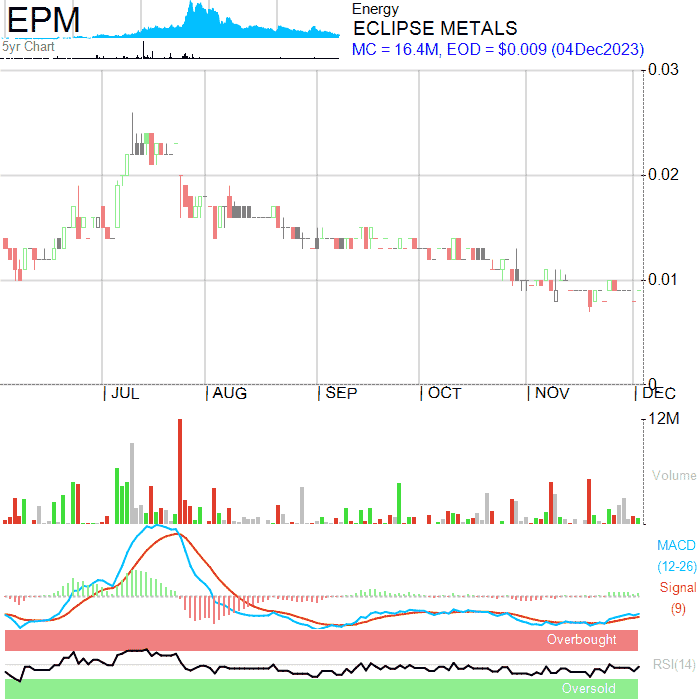 EPM
5yr Chart
Energy
ECLIPSE METALS
MC = 16.4M, EOD = $0.009 (04Dec2023)
0.03
0.02
0.01
0
JUL AUG SEP OCT NOV DEC
12M
Volume
MACD
(12-26)
Signal
(9)
Overbought
RSI(14)
Oversold